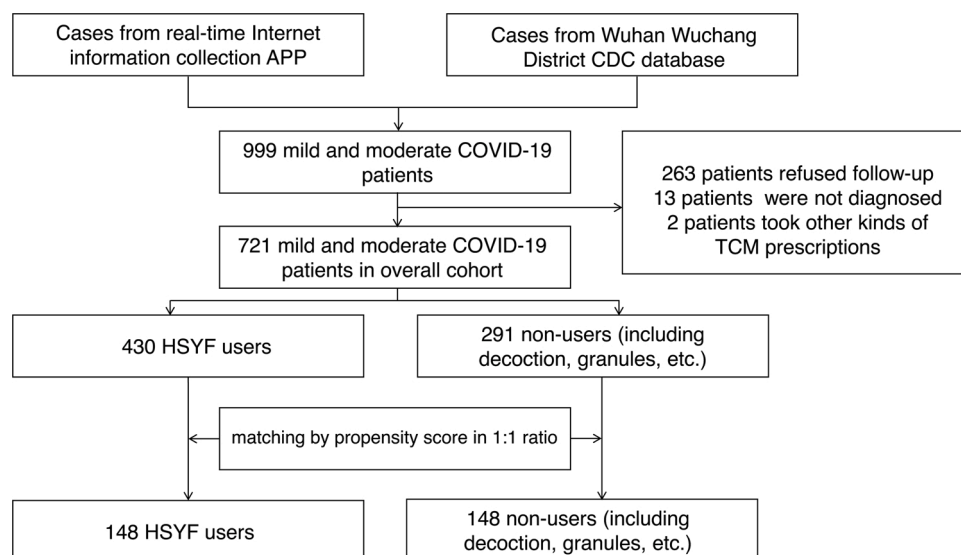 Cases from real-time Internet
information collection APP
Cases from Wuhan Wuchang
District CDC database
999 mild and moderate COVID-19
patients
263 patients refused follow-up
13 patients were not diagnosed
2 patients took other kinds of
TCM prescriptions
721 mild and moderate COVID-19
patients in overall cohort
430 HSYF users
291 non-users (including
decoction, granules, etc.)
matching by propensity score in 1:1 ratio
148 HSYF users
148 non-users (including
decoction, granules, etc.)